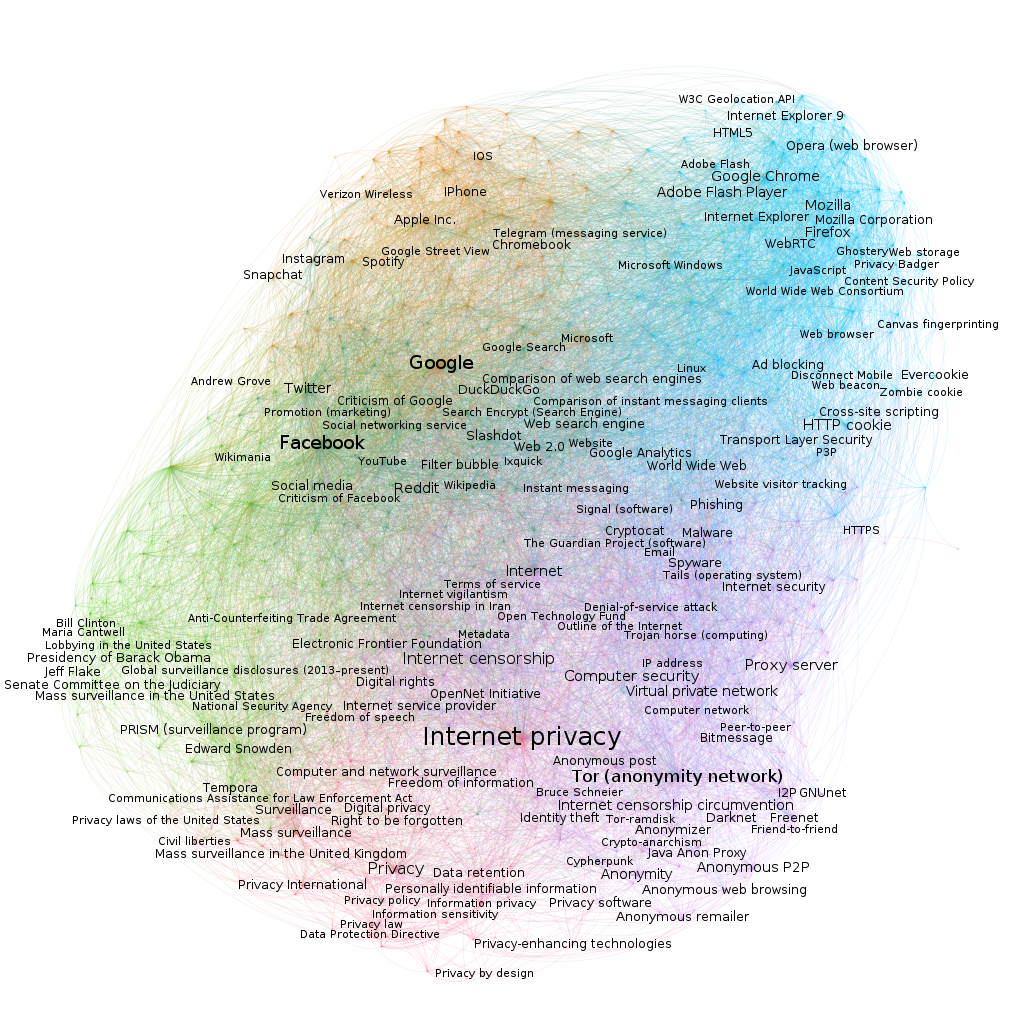 W3C Geolocation API
Internet Explorer 9
HTML5
Opera (web browser)
IOS
Adobe Flash
Google Chrome
Verizon Wireless
IPhone
Adobe Flash Player
Mozilla
Apple Inc.
Internet Explorer
Mozilla Corporation
Telegram (messaging service)
Firefox
Chromebook
WebRTC
Google Street View
Ghostery
Web storage
Instagram
Spotify
Microsoft Windows
Privacy Badger
Snapchat
JavaScript
Content Security Policy
World Wide Web Consortium
Canvas fingerprinting
Web browser
Microsoft
Google Search
Google
Ad blocking
Linux
Disconnect Mobile
Evercookie
Andrew Grove
Comparison of web search engines
Twitter
DuckDuckGo
Web beacon
Zombie cookie
Criticism of Google
Comparison of instant messaging clients
Promotion (marketing)
Search Encrypt (Search Engine)
Cross-site scripting
Social networking service
Web search engine
HTTP cookie
Slashdot
Facebook
Web 2.0
Website
Transport Layer Security
Google Analytics
P3P
Wikimania
YouTube
Filter bubble
Ixquick
World Wide Web
Social media
Reddit
Wikipedia
Instant messaging
Website visitor tracking
Criticism of Facebook
Signal (software)
Phishing
Cryptocat
Malware
HTTPS
The Guardian Project (software)
Email
Spyware
Internet
Tails (operating system)
Terms of service
Internet security
Internet vigilantism
Internet censorship in Iran
Denial-of-service attack
Anti-Counterfeiting Trade Agreement
Open Technology Fund
Bill Clinton
Outline of the Internet
Maria Cantwell
Metadata
Trojan horse (computing)
Lobbying in the United States
Electronic Frontier Foundation
Presidency of Barack Obama
Internet censorship
IP address
Proxy server
Jeff Flake
Global surveillance disclosures (2013–present)
Computer security
Senate Committee on the Judiciary
Digital rights
Mass surveillance in the United States
OpenNet Initiative
Virtual private network
National Security Agency
Internet service provider
Computer network
Freedom of speech
PRISM (surveillance program)
Internet privacy
Peer-to-peer
Bitmessage
Edward Snowden
Anonymous post
Computer and network surveillance
Tor (anonymity network)
Tempora
Freedom of information
Bruce Schneier
I2P
GNUnet
Communications Assistance for Law Enforcement Act
Surveillance
Digital privacy
Internet censorship circumvention
Privacy laws of the United States
Right to be forgotten
Identity theft
Tor-ramdisk
Darknet
Freenet
Mass surveillance
Anonymizer
Friend-to-friend
Civil liberties
Crypto-anarchism
Mass surveillance in the United Kingdom
Java Anon Proxy
Privacy
Cypherpunk
Data retention
Anonymity
Anonymous P2P
Privacy International
Personally identifiable information
Anonymous web browsing
Privacy policy
Information privacy
Privacy software
Information sensitivity
Anonymous remailer
Privacy law
Data Protection Directive
Privacy-enhancing technologies
Privacy by design